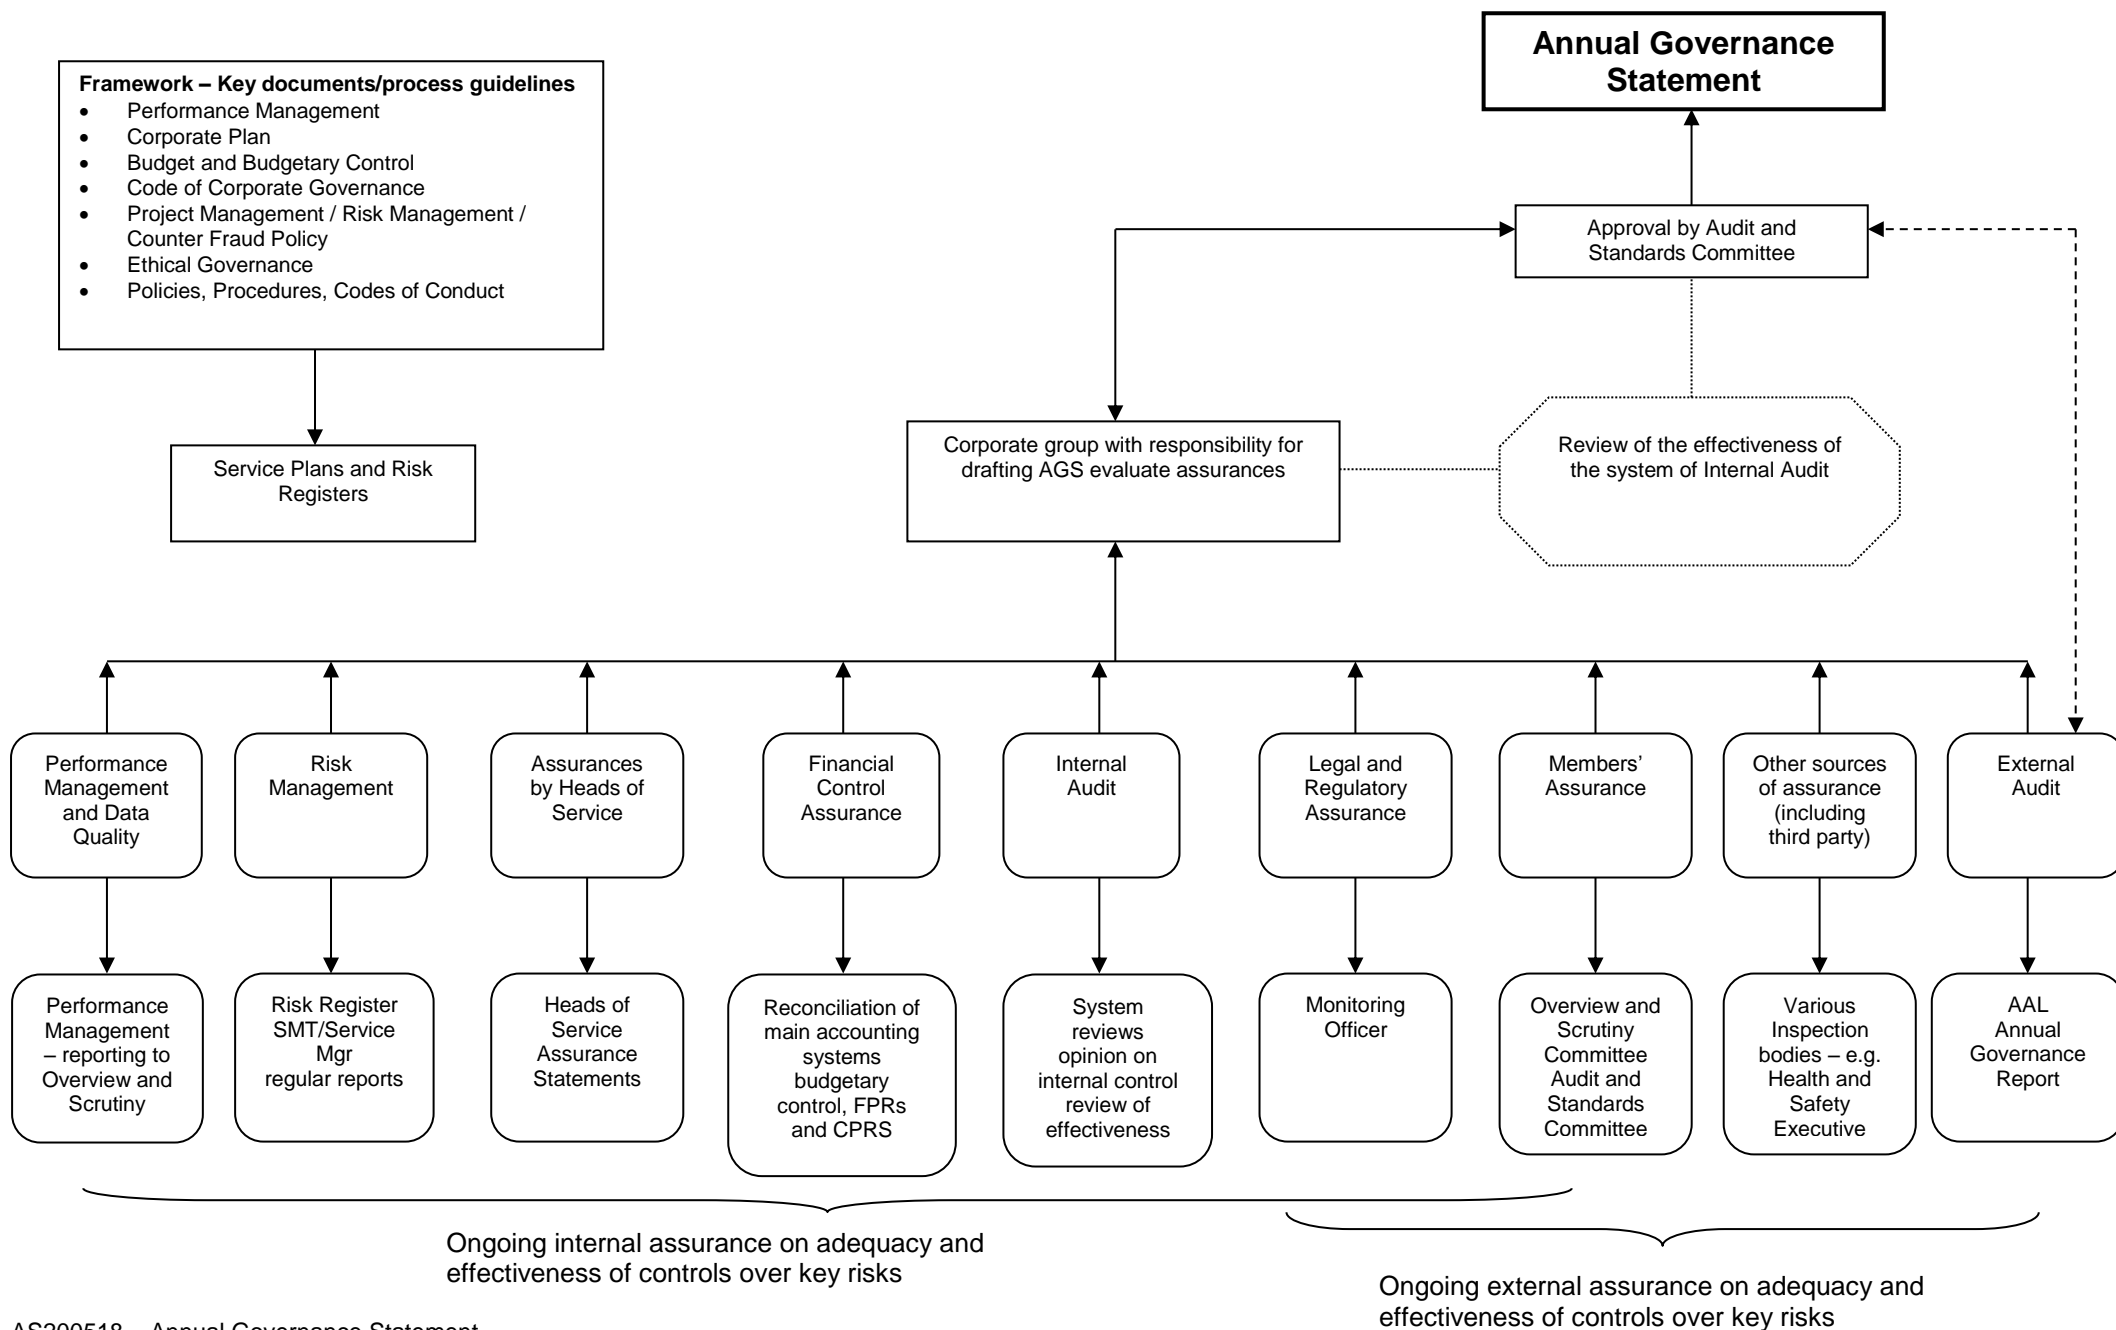 Annual Governance
Statement
Framework – Key documents/process guidelines
• Performance Management
• Corporate Plan
• Budget and Budgetary Control
• Code of Corporate Governance
• Project Management / Risk Management /
Counter Fraud Policy
• Ethical Governance
• Policies, Procedures, Codes of Conduct
Approval by Audit and
Standards Committee
Service Plans and Risk
Registers
Corporate group with responsibility for
drafting AGS evaluate assurances
Review of the effectiveness of
the system of Internal Audit
Performance
Management
and Data
Quality
Risk
Management
Assurances
by Heads of
Service
Financial
Control
Assurance
Internal
Audit
Legal and
Regulatory
Assurance
Members’
Assurance
Other sources
of assurance
(including
third party)
External
Audit
Performance
Management
– reporting to
Overview and
Scrutiny
Risk Register
SMT/Service
Mgr
regular reports
Heads of
Service
Assurance
Statements
Reconciliation of
main accounting
systems
budgetary
control, FPRs
and CPRS
System
reviews
opinion on
internal control
review of
effectiveness
Monitoring
Officer
Overview and
Scrutiny
Committee
Audit and
Standards
Committee
Various
Inspection
bodies – e.g.
Health and
Safety
Executive
AAL
Annual
Governance
Report
Ongoing internal assurance on adequacy and
effectiveness of controls over key risks
Ongoing external assurance on adequacy and
effectiveness of controls over key risks
AS200518 – Annual Governance Statement